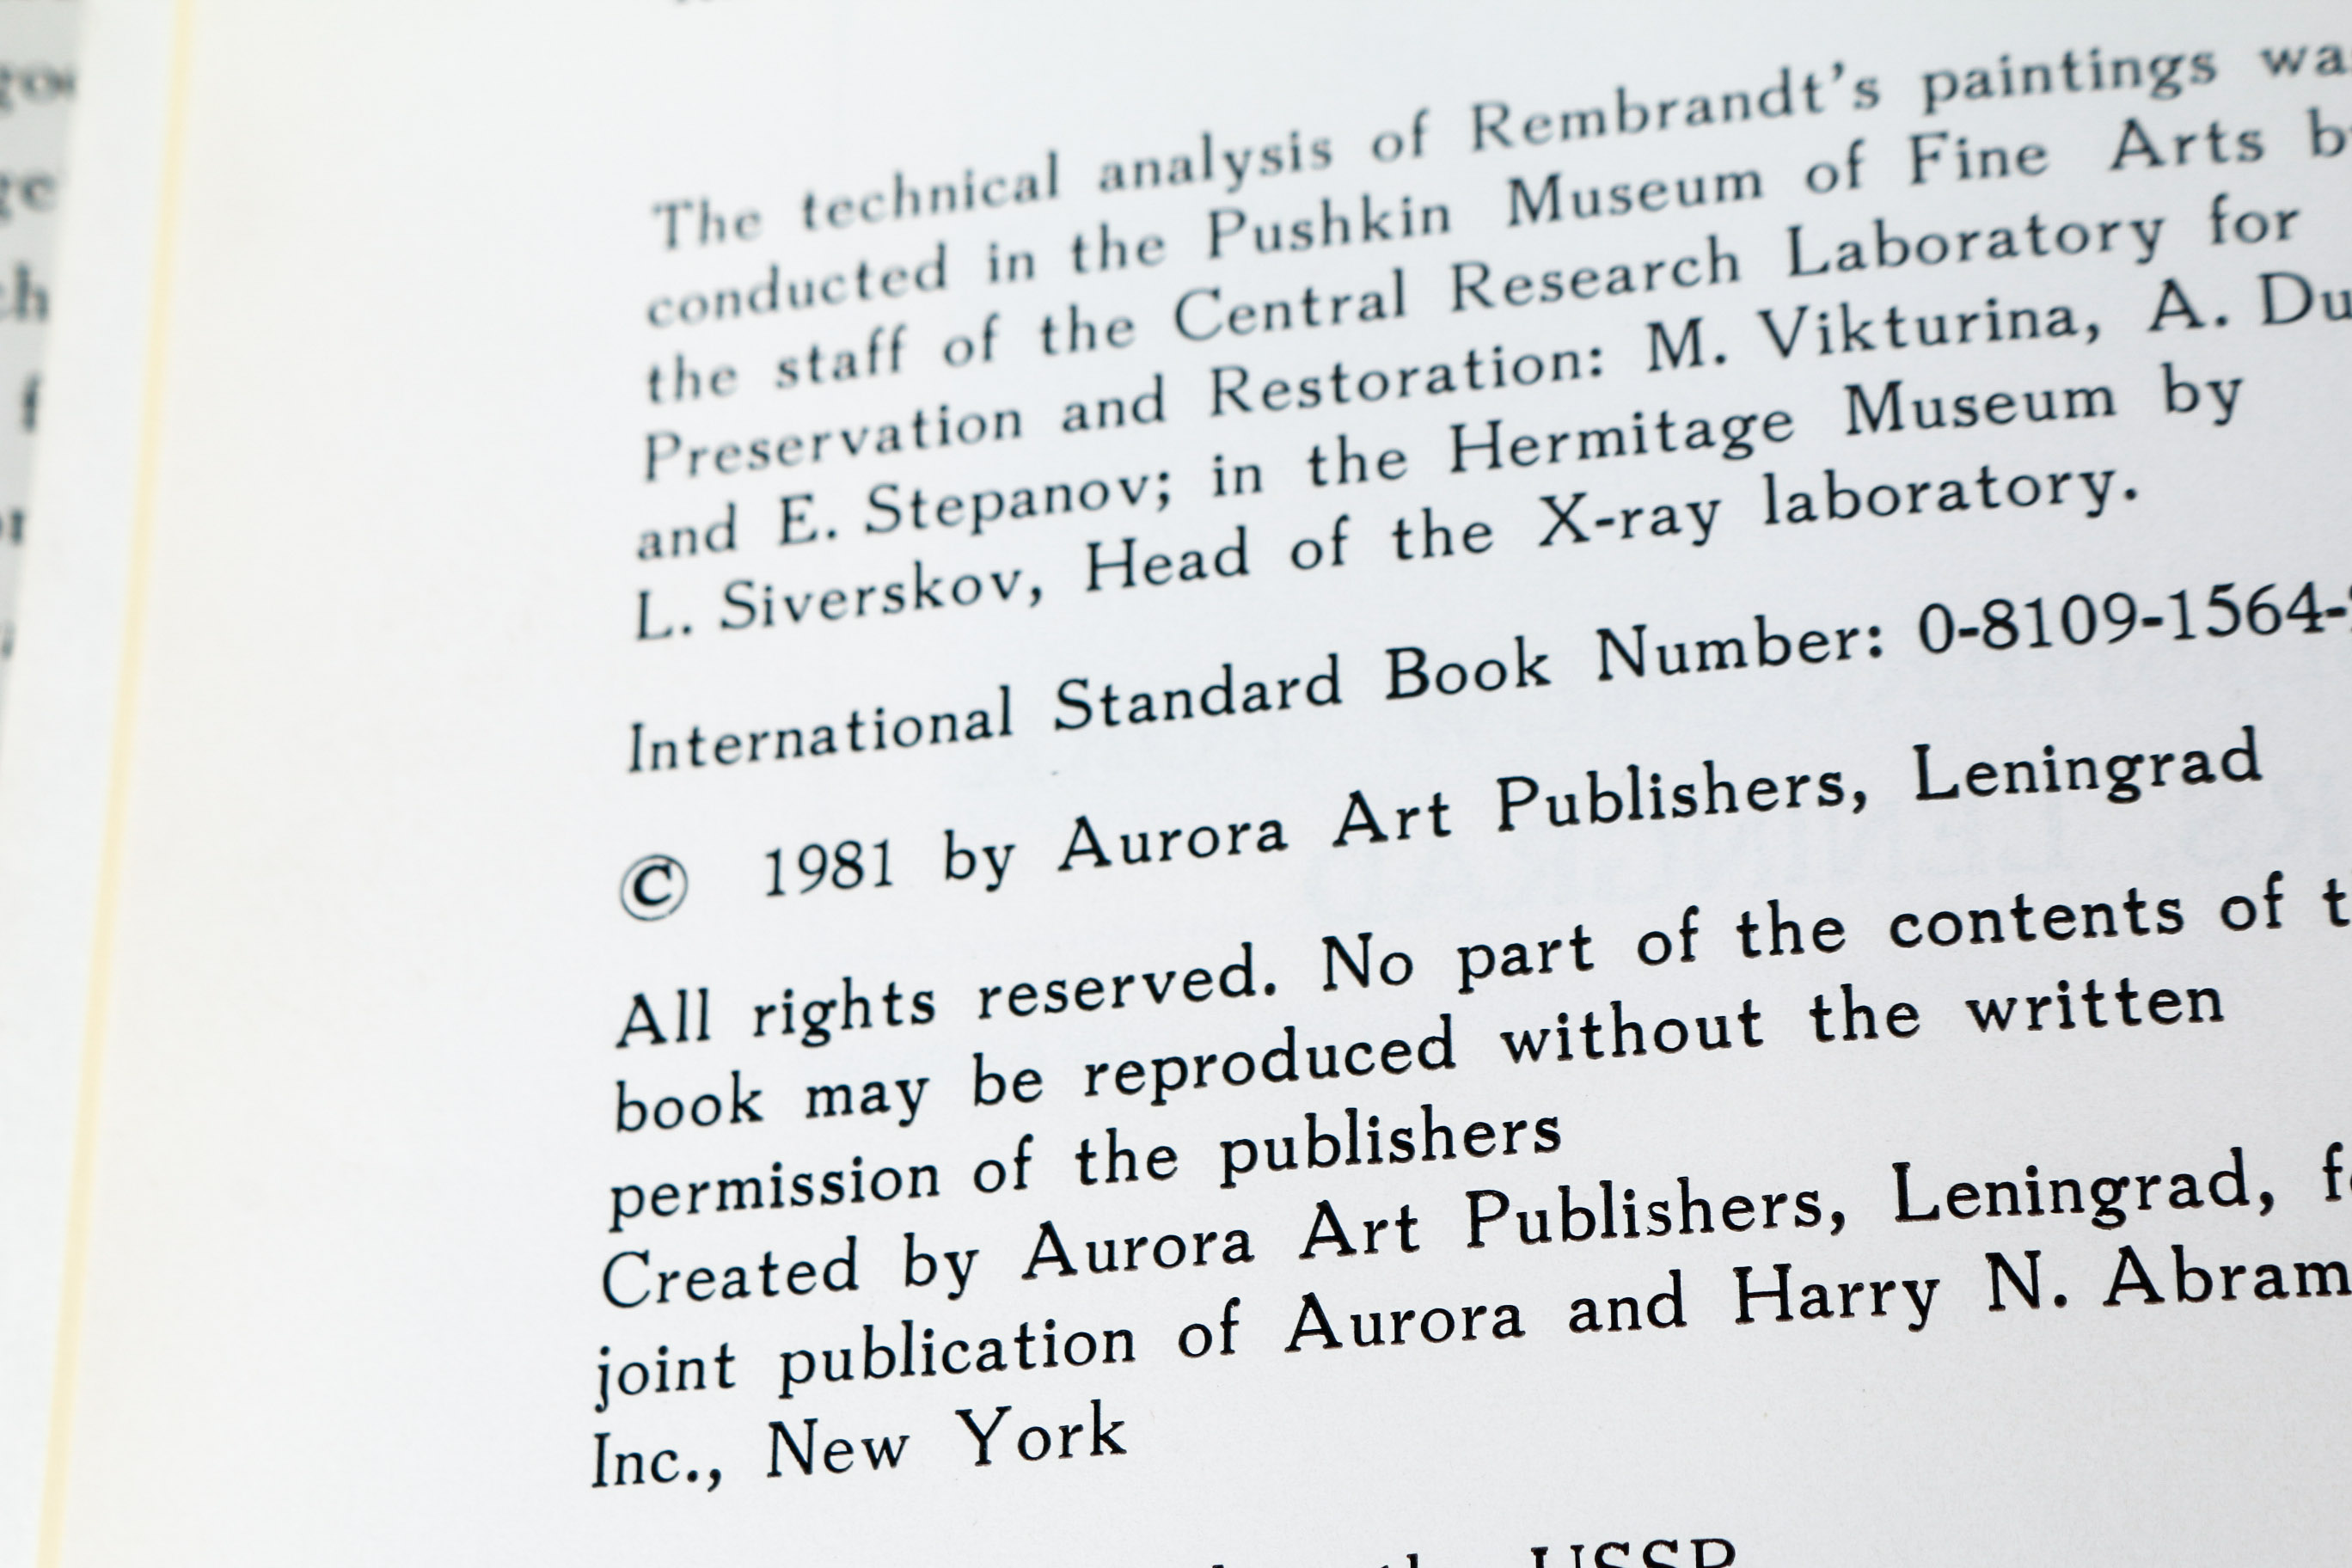 The technical analysis of Rembrandt's paintings
conducted in the Pushkin Museum of Fine Arts
the staff of the Central Research Laboratory for
Preservation and Restoration: M. Vikturina, A.
and E. Stepanov; in the Hermitage Museum by
L. Siverskov, Head of the X-ray laboratory.
International Standard Book Number: 0-8109-1564-
© 1981 by Aurora Art Publishers, Leningrad
All rights reserved. No part of the contents of
book may be reproduced without the written
permission of the publishers
Created by Aurora Art Publishers, Leningrad,
joint publication of Aurora and Harry N. Abram
Inc., New York
USSR